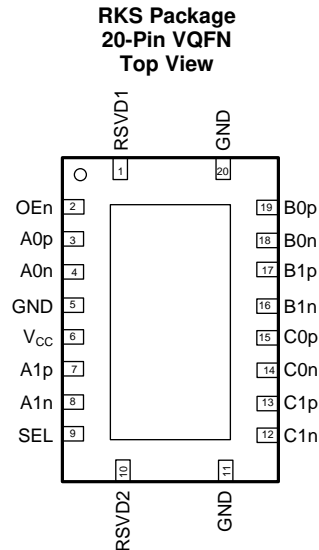 RKS Package
20-Pin VQFN
Top View
RSVD1
GND
1
20
OEn 2
19 B0p
A0p 3
18 B0n
A0n 4
17 B1p
GND 5
16 B1n
VCC 6
15 C0p
A1p 7
14 C0n
A1n 8
13 C1p
SEL 9
12 C1n
10
11
RSVD2
GND